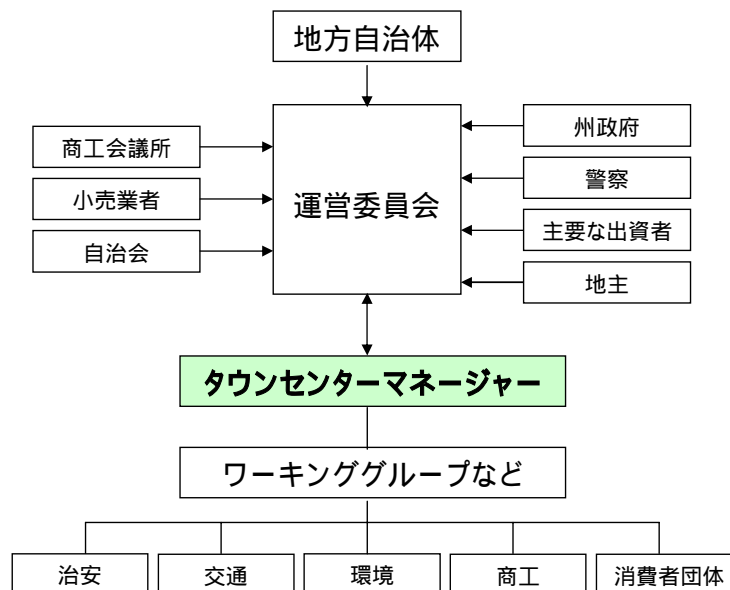 地方自治体
商工会議所
小売業者
自治会
運営委員会
州政府
警察
主要な出資者
地主
タウンセンターマネージャー
ワーキンググループなど
治安
交通
環境
商工
消費者団体